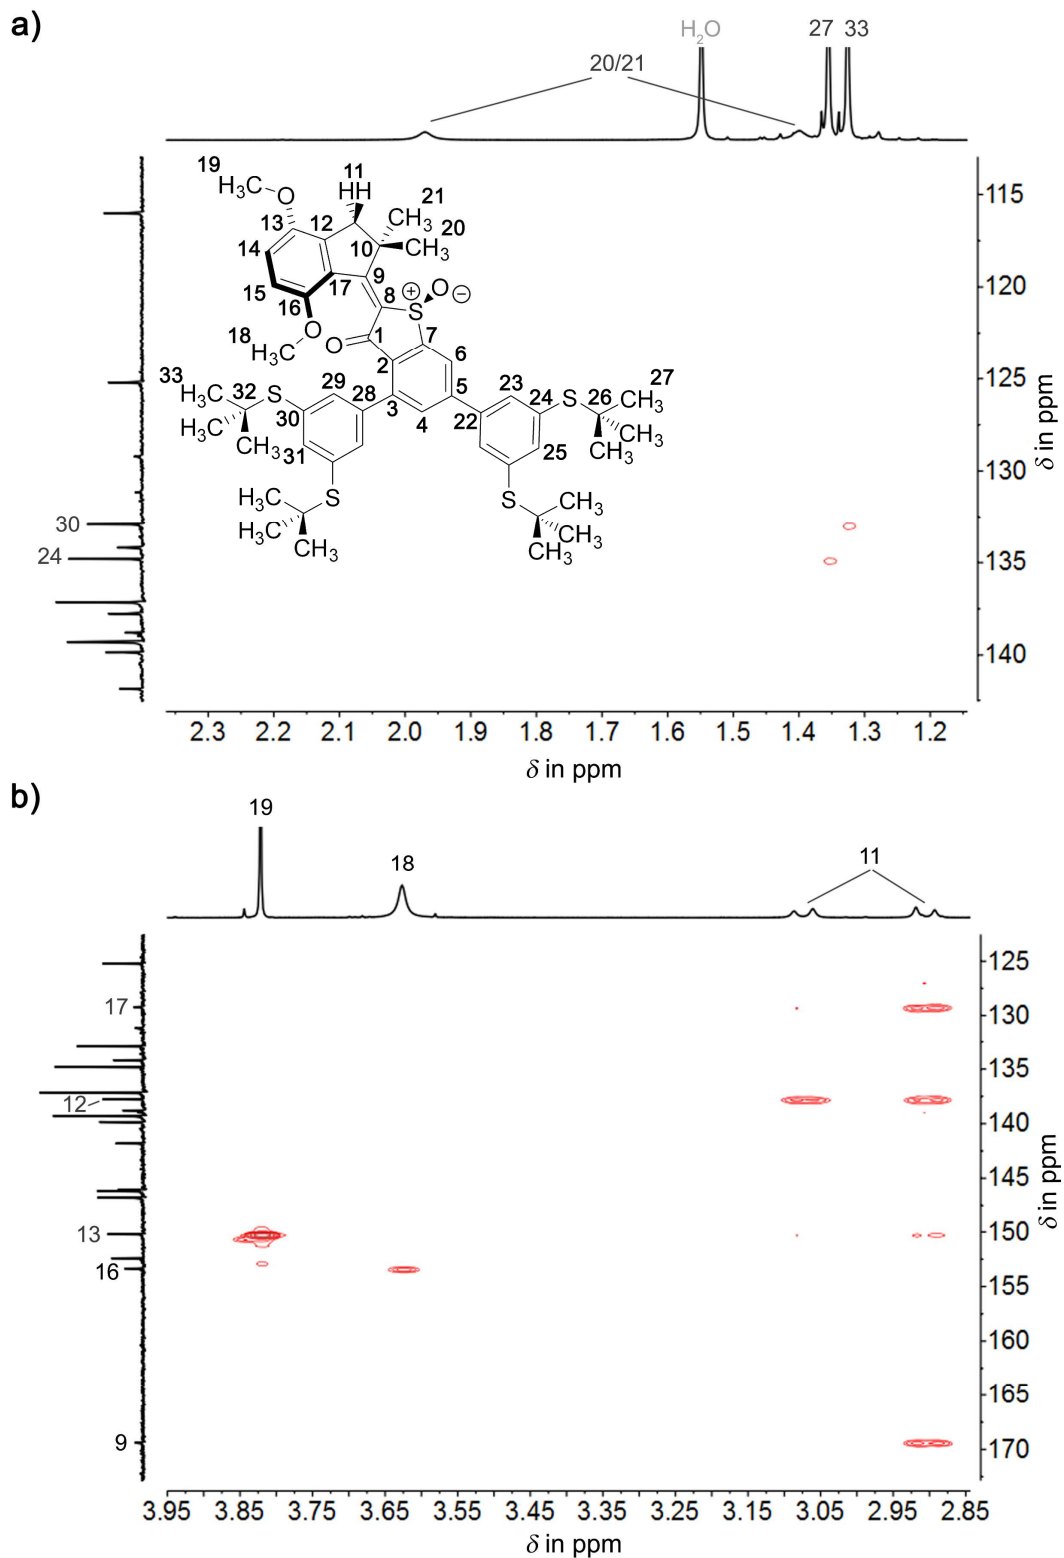 a)
H₂O
27 33
20/21
19
H₃C
O
11
HH
21
CH₃
20
CH₃
13
12
14
10
9
15
17
8
⊕
S
O
⊖
16
18
H₃C
O
O
1
7
2
6
33
H₃C
32
S
29
28
3
5
23
24
S
26
27
CH₃
H₃C
CH₃
30
4
22
CH₃
CH₃
31
25
H₃C
S
H₃C
CH₃
S
CH₃
CH₃
CH₃
30
24
115
120
125
130
135
140
δ in ppm
2.3 2.2 2.1 2.0 1.9 1.8 1.7 1.6 1.5 1.4 1.3 1.2
δ in ppm
b)
19
18
11
17
12
13
16
9
125
130
135
140
145
150
155
160
165
170
δ in ppm
3.95 3.85 3.75 3.65 3.55 3.45 3.35 3.25 3.15 3.05 2.95 2.85
δ in ppm